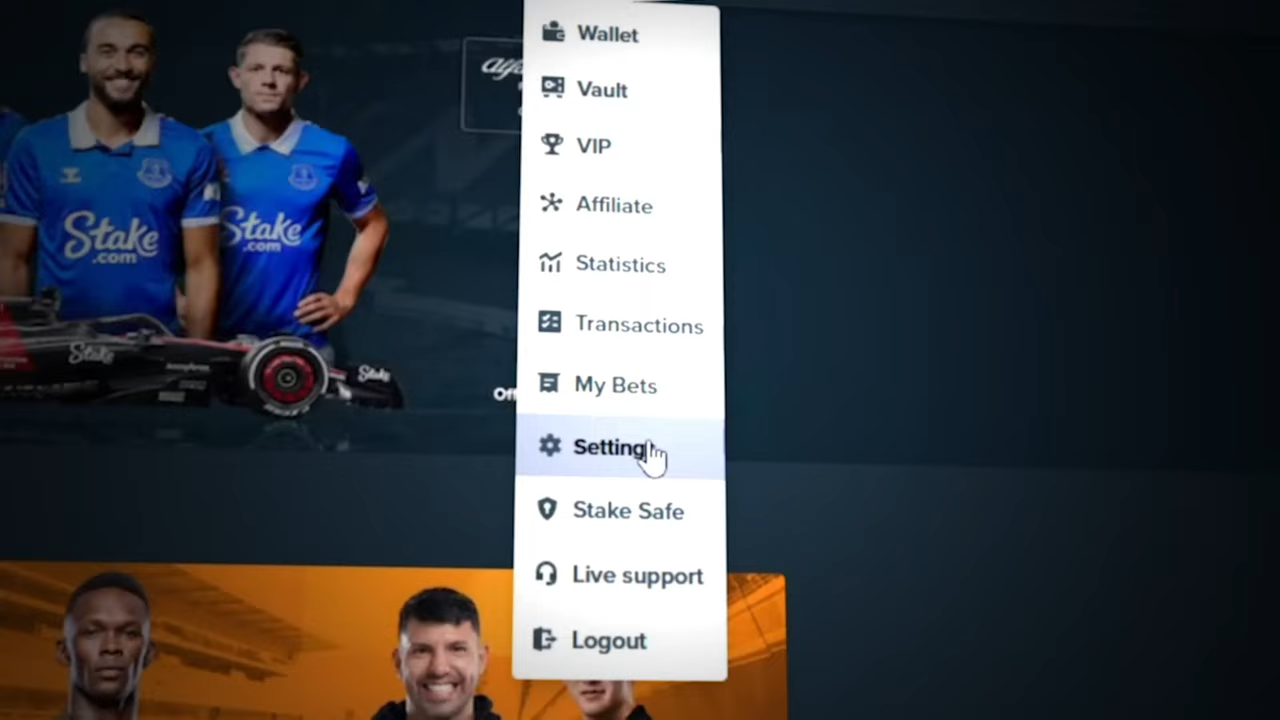 Wallet
Vault
VIP
Affiliate
Statistics
Transactions
My Bets
Setting
Stake Safe
Live support
Logout
Stake
.com
Stake
.com
Stake
Stake